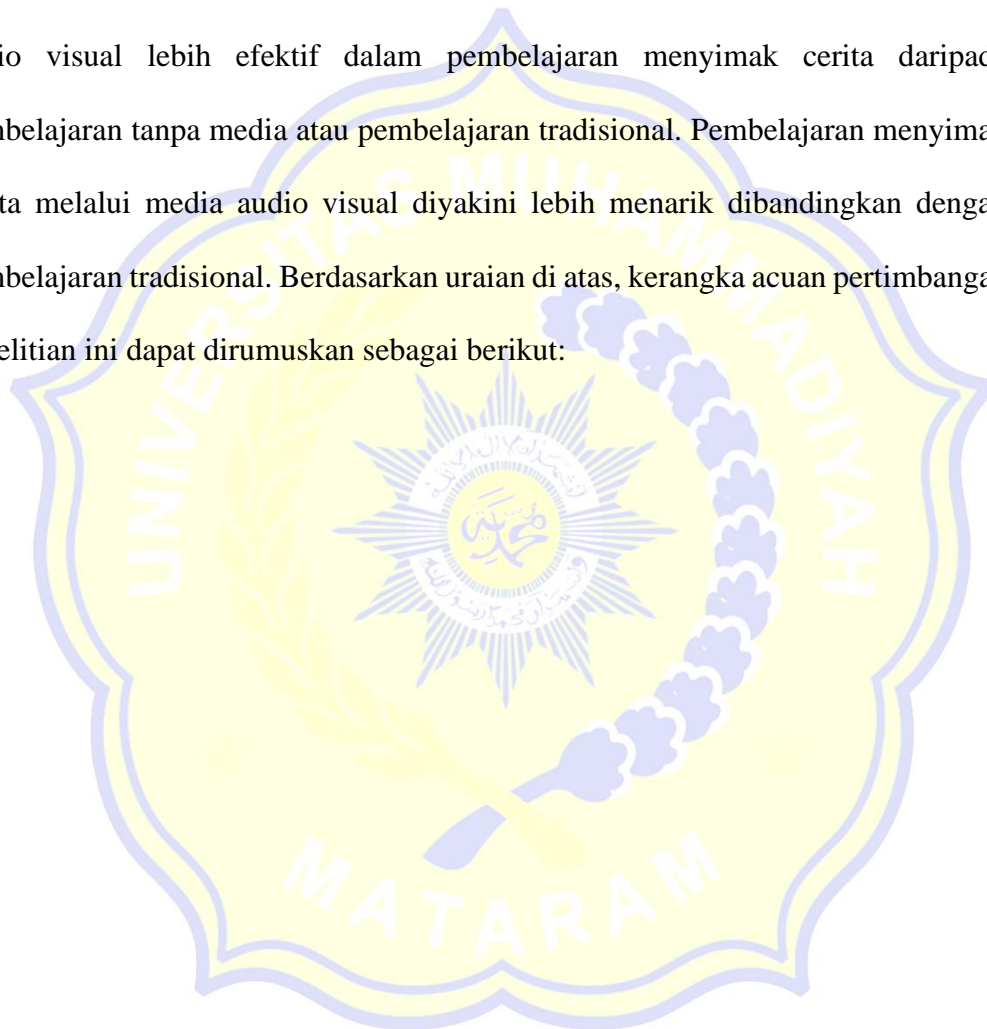 io visual lebih efektif dalam pembelajaran menyimak cerita daripad
belajaran tanpa media atau pembelajaran tradisional. Pembelajaran menyima
ta melalui media audio visual diyakini lebih menarik dibandingkan denga
belajaran tradisional. Berdasarkan uraian di atas, kerangka acuan pertimbanga
elitian ini dapat dirumuskan sebagai berikut:
UNIVERSITAS MUHAMMADIYAH
MATARAM